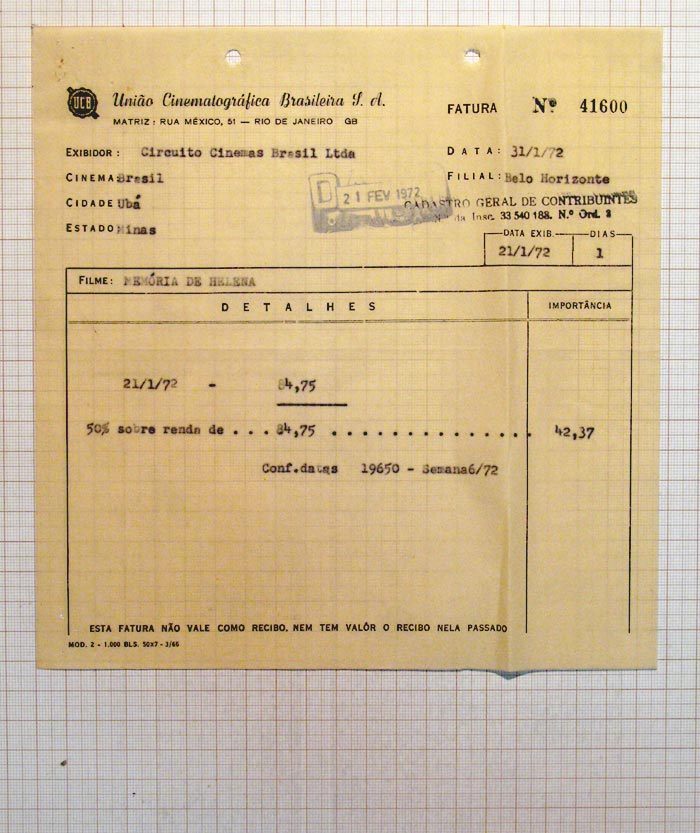 UCB União Cinematográfica Brasileira S. A.
MATRIZ: RUA MÉXICO, 51 — RIO DE JANEIRO GB
FATURA Nº 41600
EXIBIDOR: Circuito Cinemas Brasil Ltda
DATA: 31/1/72
CINEMA: Brasil
FILIAL: Belo Horizonte
D 21 FEV 1972
CIDADE Ubá
CADASTRO GERAL DE CONTRIBUINTES
da Insc. 33 540 188. N.º Ord. 2
ESTADO: Minas
DATA EXIB. DIAS
21/1/72 1
FILME: MEMÓRIA DE HELENA
DETALHES IMPORTÂNCIA
21/1/72 - 84,75
50% sobre renda de ... 84,75 .............. 42,37
Conf.datas 19650 - Semana6/72
ESTA FATURA NÃO VALE COMO RECIBO, NEM TEM VALÔR O RECIBO NELA PASSADO
MOD. 2 - 1.000 BLS. 50X7 - 3/66